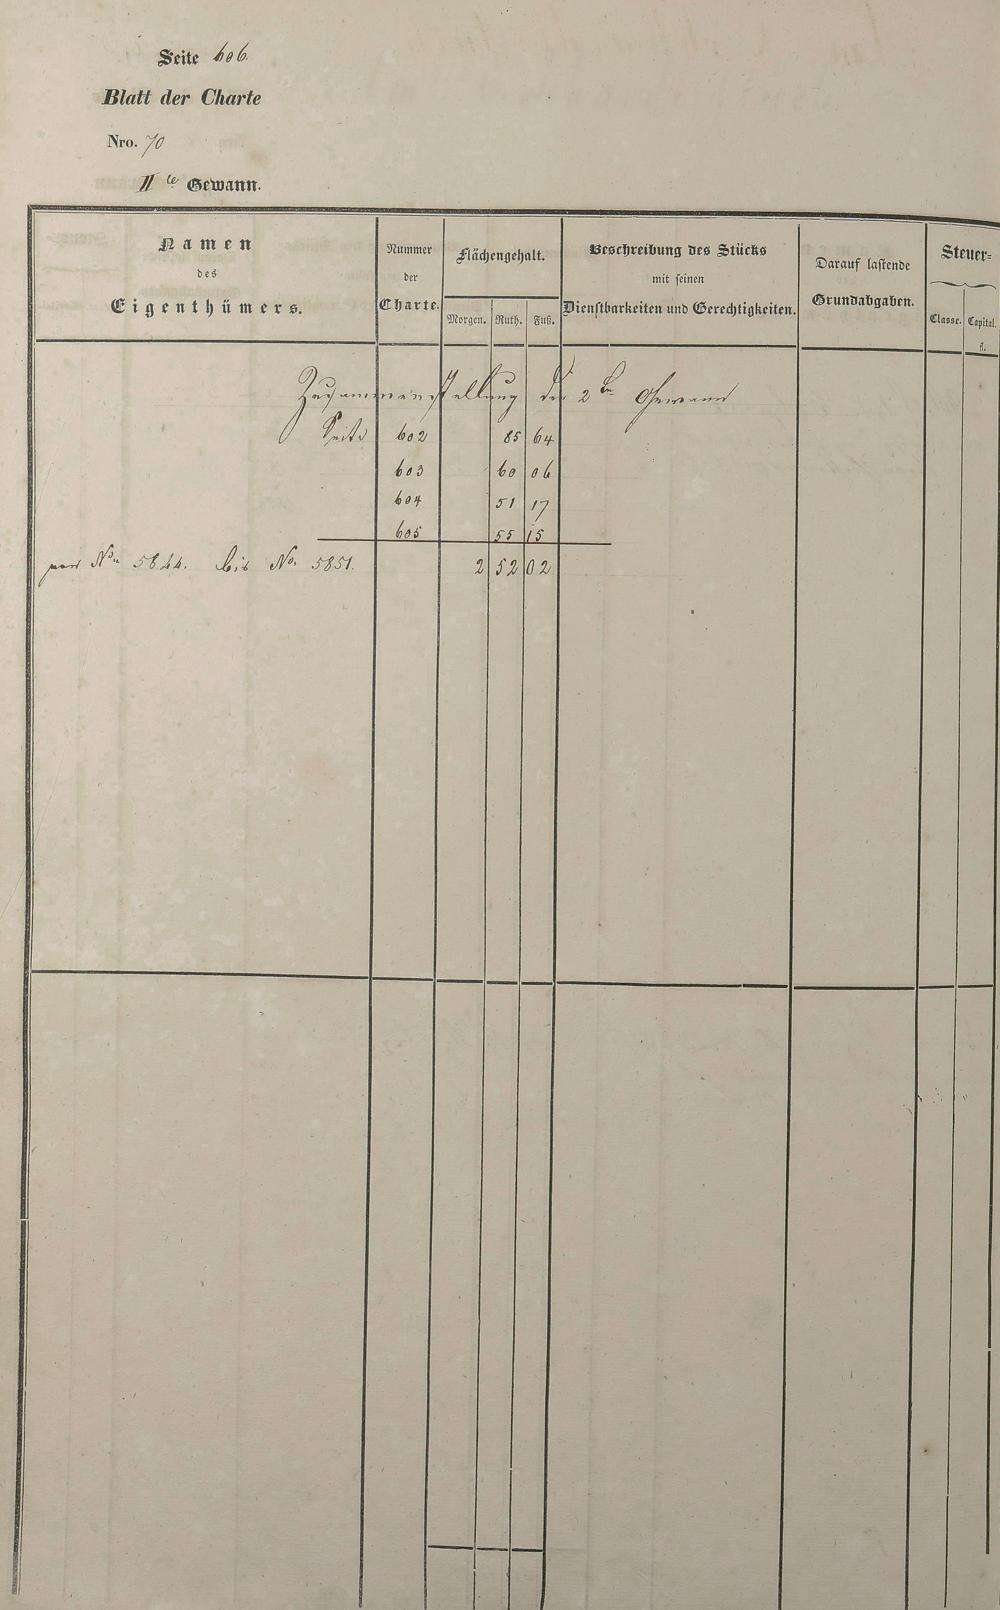 Seite 606
Blatt der Charte
Nro. 70
II te Gewann.
Namen des Eigenthümers.
Nummer der Charte.
Flächengehalt.
Morgen. Ruth. Fuß.
Beschreibung des Stücks mit seinen Dienstbarkeiten und Gerechtigkeiten.
Darauf lastende Grundabgaben.
Steuer-
Classe. Capital. fl.
Zusammenstellung der 2ten Gewann
Seite 602 85 64
603 60 06
604 51 17
605 55 15
von No. 5844. bis No. 5851. 2 52 02